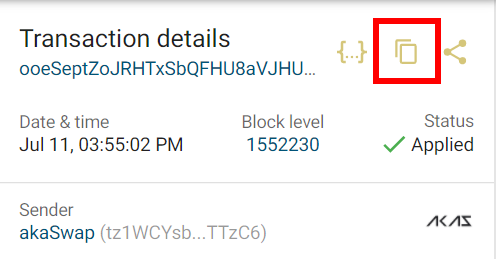 Transaction details
{...}
ooeSeptZoJRHTxSbQFHU8aVJHU...
Date & time
Block level
Status
Jul 11, 03:55:02 PM
1552230
Applied
Sender
akaSwap (tz1WCYsb...TTzC6)
AKAS